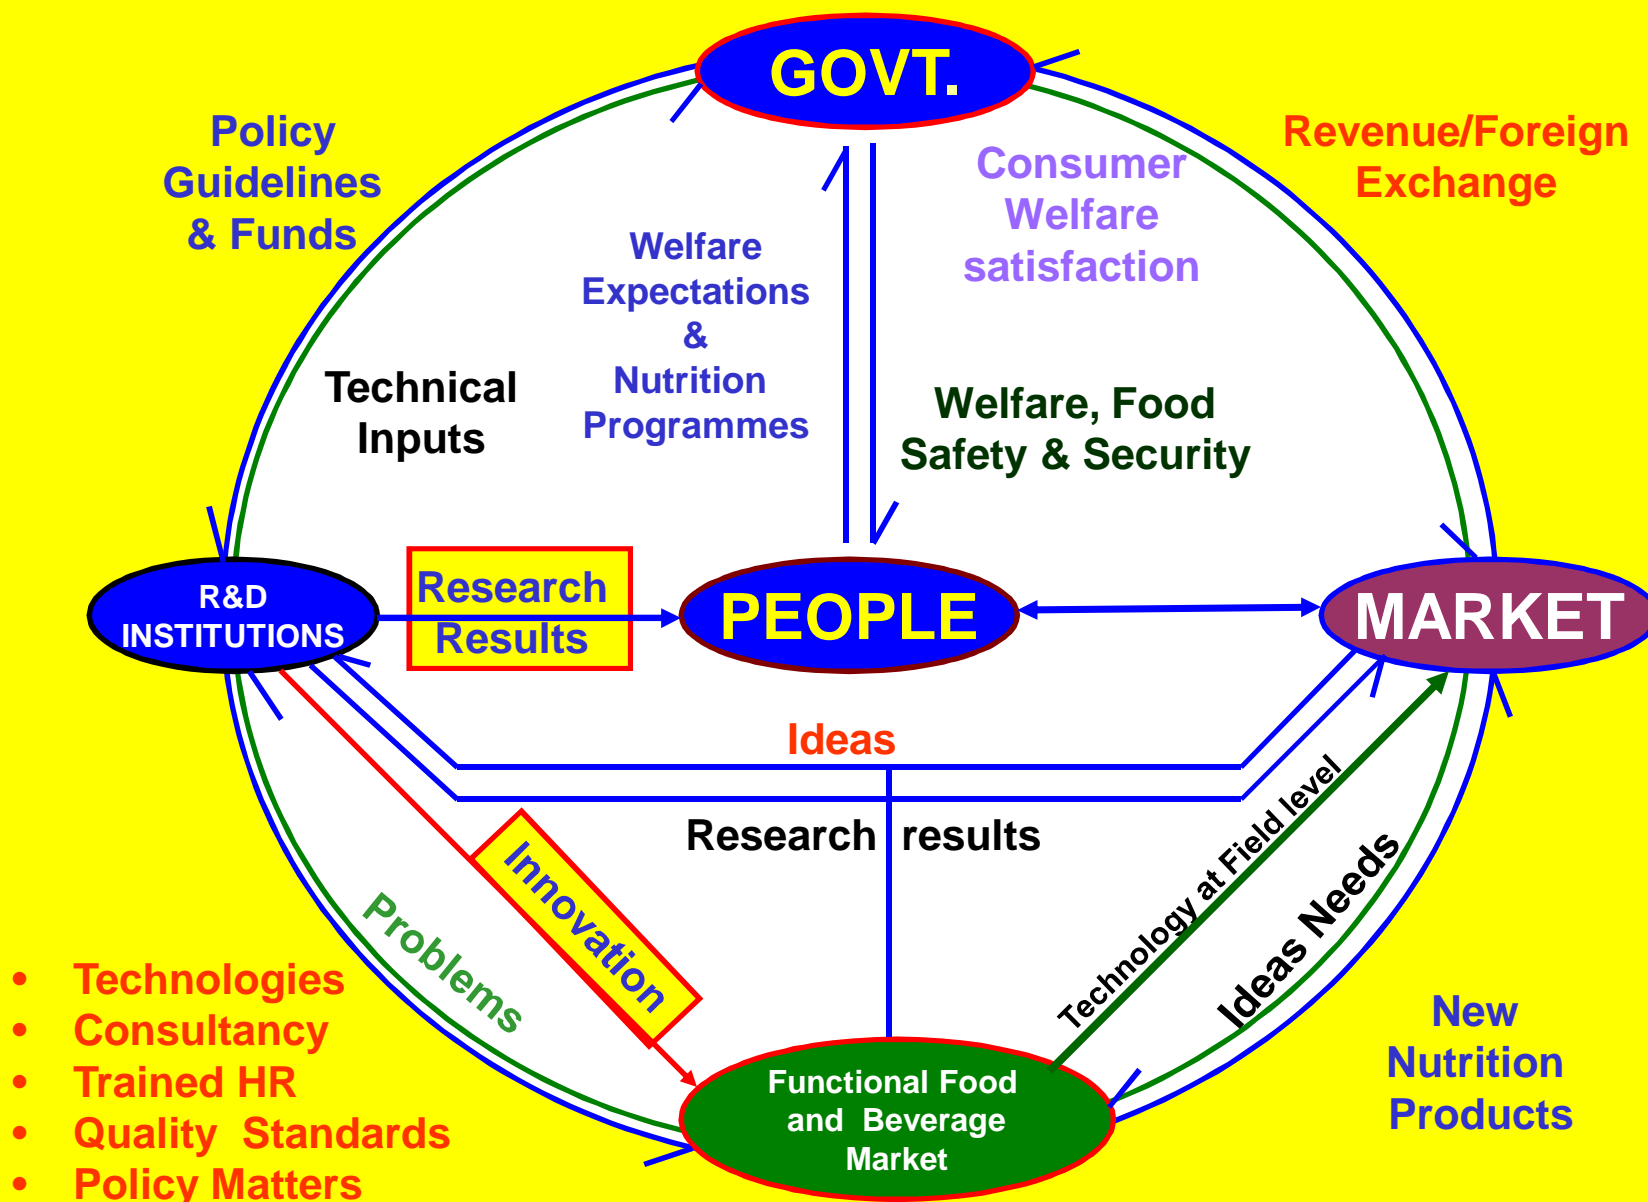 GOVT.
Policy
Guidelines
& Funds
Revenue/Foreign
Exchange
Consumer
Welfare
satisfaction
Welfare
Expectations
&
Nutrition
Programmes
Technical
Inputs
Welfare, Food
Safety & Security
R&D
INSTITUTIONS
Research
Results
PEOPLE
MARKET
Ideas
Research results
Innovation
Problems
Technology at Field level
Ideas Needs
• Technologies
• Consultancy
• Trained HR
• Quality Standards
• Policy Matters
Functional Food
and Beverage
Market
New
Nutrition
Products